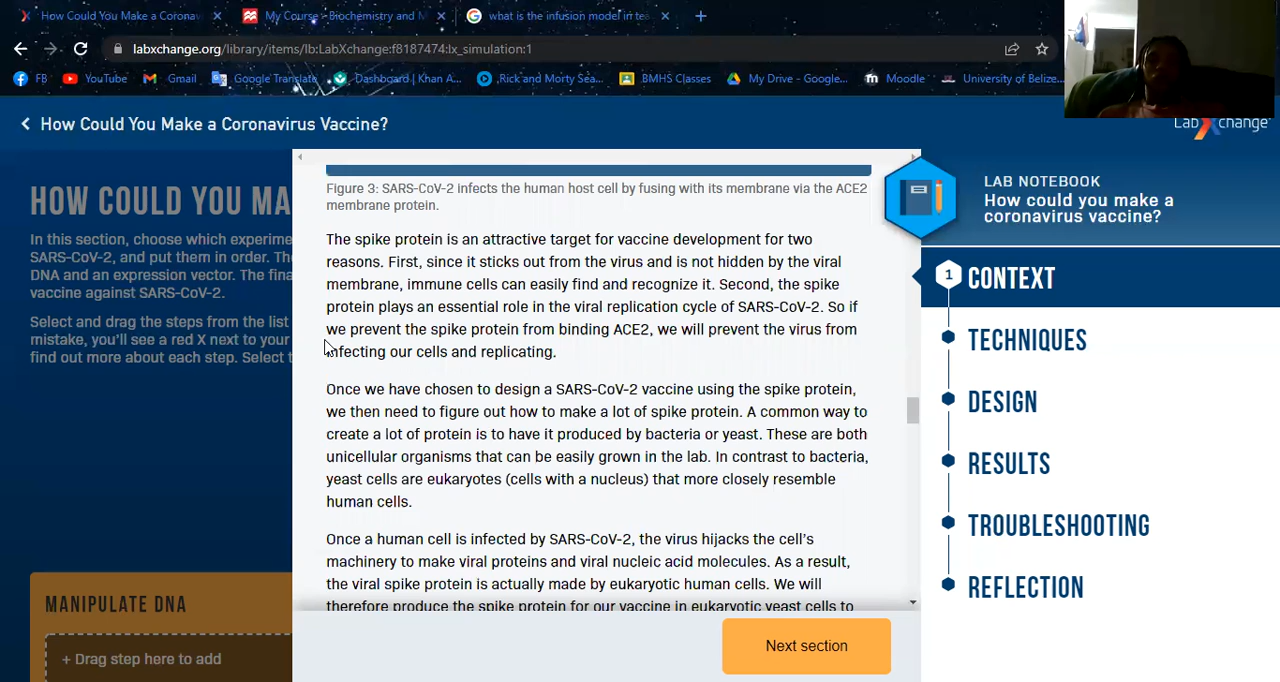 How Could You Make a Coronav
My Course: Biochemistry and M
what is the infusion model in tea
labxchange.org/library/items/lb:LabXchange:f8187474:lx_simulation:1
FB
YouTube
Gmail
Google Translate
Dashboard | Khan A...
Rick and Morty Sea...
BMHS Classes
My Drive - Google...
Moodle
University of Belize...
How Could You Make a Coronavirus Vaccine?
LabXchange
HOW COULD YOU MA
In this section, choose which experime
SARS-CoV-2, and put them in order. The
DNA and an expression vector. The fina
vaccine against SARS-CoV-2.
Select and drag the steps from the list
mistake, you'll see a red X next to your
find out more about each step. Select t
MANIPULATE DNA
+ Drag step here to add
Figure 3: SARS-CoV-2 infects the human host cell by fusing with its membrane via the ACE2
membrane protein.
The spike protein is an attractive target for vaccine development for two
reasons. First, since it sticks out from the virus and is not hidden by the viral
membrane, immune cells can easily find and recognize it. Second, the spike
protein plays an essential role in the viral replication cycle of SARS-CoV-2. So if
we prevent the spike protein from binding ACE2, we will prevent the virus from
infecting our cells and replicating.
Once we have chosen to design a SARS-CoV-2 vaccine using the spike protein,
we then need to figure out how to make a lot of spike protein. A common way to
create a lot of protein is to have it produced by bacteria or yeast. These are both
unicellular organisms that can be easily grown in the lab. In contrast to bacteria,
yeast cells are eukaryotes (cells with a nucleus) that more closely resemble
human cells.
Once a human cell is infected by SARS-CoV-2, the virus hijacks the cell's
machinery to make viral proteins and viral nucleic acid molecules. As a result,
the viral spike protein is actually made by eukaryotic human cells. We will
therefore produce the spike protein for our vaccine in eukaryotic yeast cells to
Next section
LAB NOTEBOOK
How could you make a
coronavirus vaccine?
1 CONTEXT
TECHNIQUES
DESIGN
RESULTS
TROUBLESHOOTING
REFLECTION